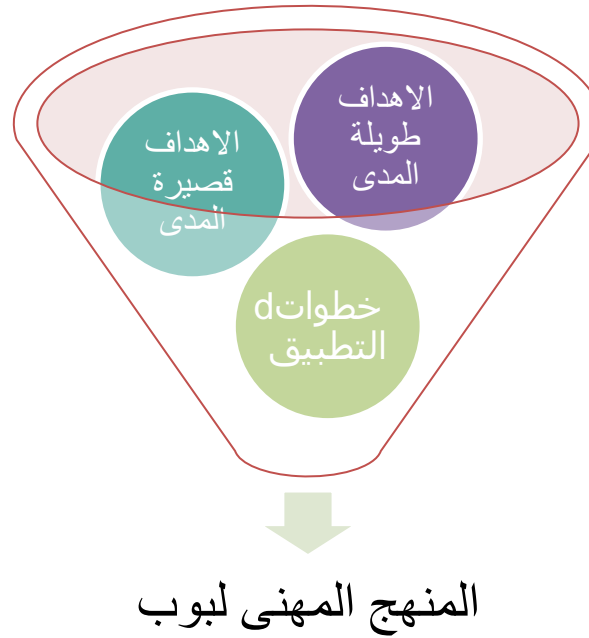 الاهداف
طويلة
المدى
الاهداف
قصيرة
المدى
خطواتd
التطبيق
المنهج المهنى لبوب